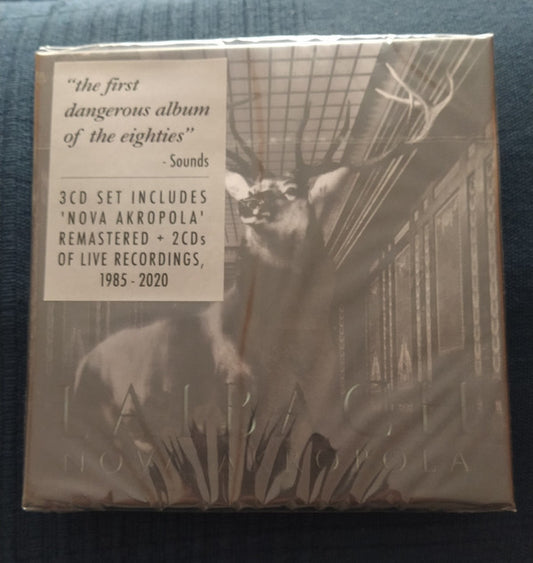 “the first
dangerous album
of the eighties”
- Sounds
3CD SET INCLUDES
'NOVA AKROPOLA'
REMASTERED + 2CDs
OF LIVE RECORDINGS,
1985 - 2020
LAIBACH
NOVA AKROPOLA